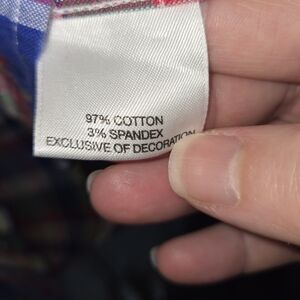 97% COTTON
3% SPANDEX
EXCLUSIVE OF DECORATION